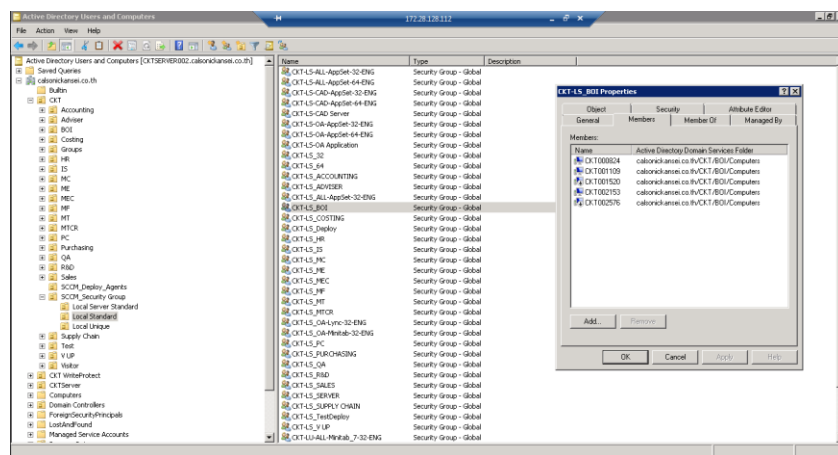 Active Directory Users and Computers
172.28.128.112
File Action View Help
Active Directory Users and Computers [CKTSERVER002.calsonickansei.co.th]
Saved Queries
calsonickansei.co.th
Builtin
CKT
Accounting
Adviser
BOI
Costing
Groups
HR
IS
MC
ME
MEC
MF
MT
MTCR
PC
Purchasing
QA
R&D
Sales
SCCM_Deploy_Agents
SCCM_Security Group
Local Server Standard
Local Standard
Local Unique
Supply Chain
Test
V UP
Visitor
CKT WriteProtect
CKTServer
Computers
Domain Controllers
ForeignSecurityPrincipals
LostAndFound
Managed Service Accounts
Name Type Description
CKT-LS-ALL-AppSet-32-ENG Security Group - Global
CKT-LS-ALL-AppSet-64-ENG Security Group - Global
CKT-LS-CAD-AppSet-32-ENG Security Group - Global
CKT-LS-CAD-AppSet-64-ENG Security Group - Global
CKT-LS-CAD Server Security Group - Global
CKT-LS-OA-AppSet-32-ENG Security Group - Global
CKT-LS-OA-AppSet-64-ENG Security Group - Global
CKT-LS-OA Application Security Group - Global
CKT-LS_32 Security Group - Global
CKT-LS_64 Security Group - Global
CKT-LS_ACCOUNTING Security Group - Global
CKT-LS_ADVISER Security Group - Global
CKT-LS_ALL-AppSet-32-ENG Security Group - Global
CKT-LS_BOI Security Group - Global
CKT-LS_COSTING Security Group - Global
CKT-LS_Deploy Security Group - Global
CKT-LS_HR Security Group - Global
CKT-LS_IS Security Group - Global
CKT-LS_MC Security Group - Global
CKT-LS_ME Security Group - Global
CKT-LS_MEC Security Group - Global
CKT-LS_MF Security Group - Global
CKT-LS_MT Security Group - Global
CKT-LS_MTCR Security Group - Global
CKT-LS_OA-Lync-32-ENG Security Group - Global
CKT-LS_OA-Minitab-32-ENG Security Group - Global
CKT-LS_PC Security Group - Global
CKT-LS_PURCHASING Security Group - Global
CKT-LS_QA Security Group - Global
CKT-LS_R&D Security Group - Global
CKT-LS_SALES Security Group - Global
CKT-LS_SERVER Security Group - Global
CKT-LS_SUPPLY CHAIN Security Group - Global
CKT-LS_TestDeploy Security Group - Global
CKT-LS_V UP Security Group - Global
CKT-LU-ALL-Minitab_7-32-ENG Security Group - Global
CKT-LS_BOI Properties
Object Security Attribute Editor
General Members Member Of Managed By
Members:
Name Active Directory Domain Services Folder
CKT000824 calsonickansei.co.th/CKT/BOI/Computers
CKT001109 calsonickansei.co.th/CKT/BOI/Computers
CKT001520 calsonickansei.co.th/CKT/BOI/Computers
CKT002153 calsonickansei.co.th/CKT/BOI/Computers
CKT002576 calsonickansei.co.th/CKT/BOI/Computers
Add... Remove
OK Cancel Apply Help